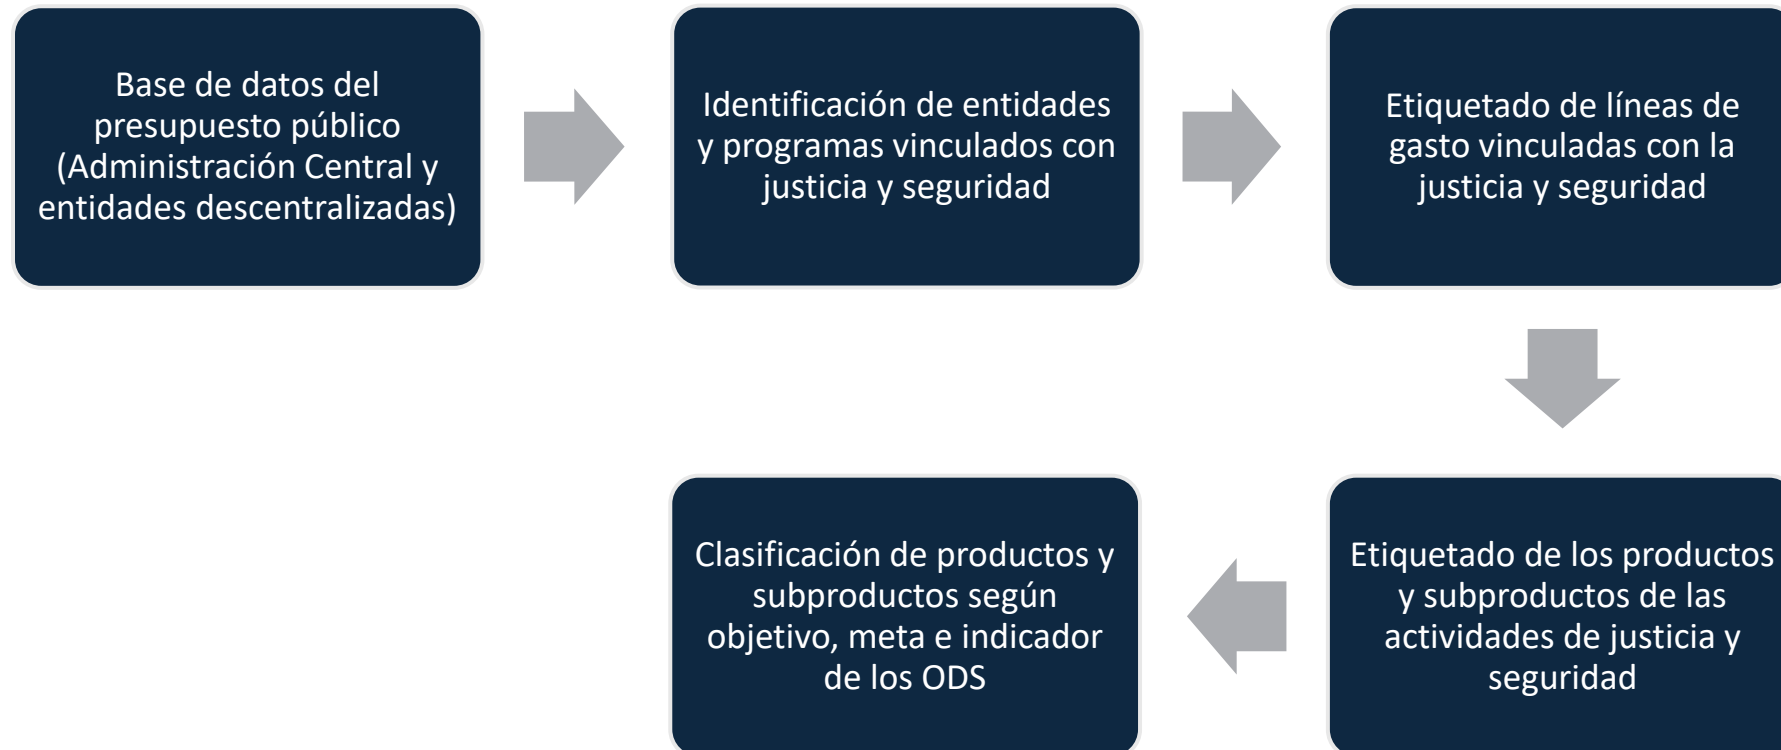 Base de datos del
presupuesto público
(Administración Central y
entidades descentralizadas)
Identificación de entidades
y programas vinculados con
justicia y seguridad
Etiquetado de líneas de
gasto vinculadas con la
justicia y seguridad
Etiquetado de los productos
y subproductos de las
actividades de justicia y
seguridad
Clasificación de productos y
subproductos según
objetivo, meta e indicador
de los ODS